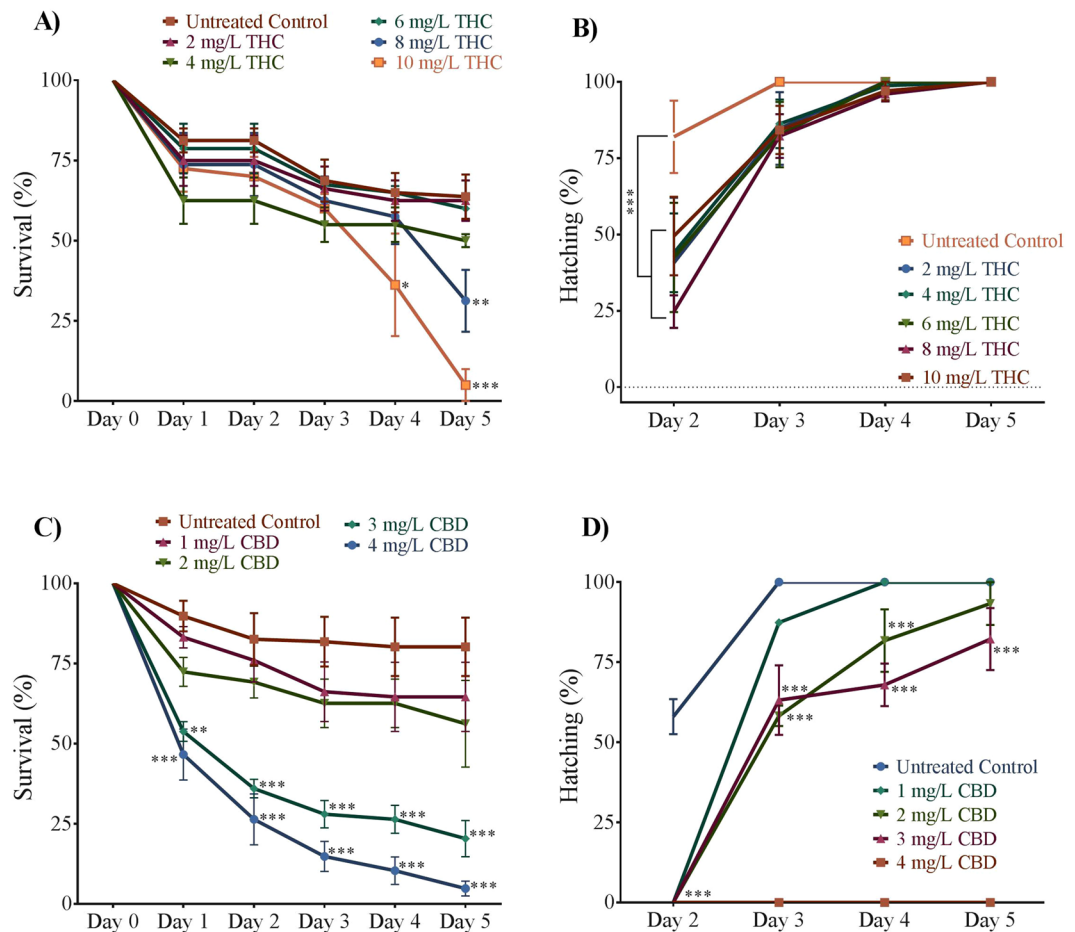 A)
Untreated Control
2 mg/L THC
4 mg/L THC
6 mg/L THC
8 mg/L THC
10 mg/L THC
Survival (%)
100
75
50
25
0
*
**
***
Day 0 Day 1 Day 2 Day 3 Day 4 Day 5
B)
Hatching (%)
100
75
50
25
0
***
Untreated Control
2 mg/L THC
4 mg/L THC
6 mg/L THC
8 mg/L THC
10 mg/L THC
Day 2 Day 3 Day 4 Day 5
C)
Untreated Control
1 mg/L CBD
2 mg/L CBD
3 mg/L CBD
4 mg/L CBD
Survival (%)
100
75
50
25
0
**
***
***
***
***
***
***
***
***
***
Day 0 Day 1 Day 2 Day 3 Day 4 Day 5
D)
Hatching (%)
100
75
50
25
0
***
***
***
***
***
***
Untreated Control
1 mg/L CBD
2 mg/L CBD
3 mg/L CBD
4 mg/L CBD
Day 2 Day 3 Day 4 Day 5